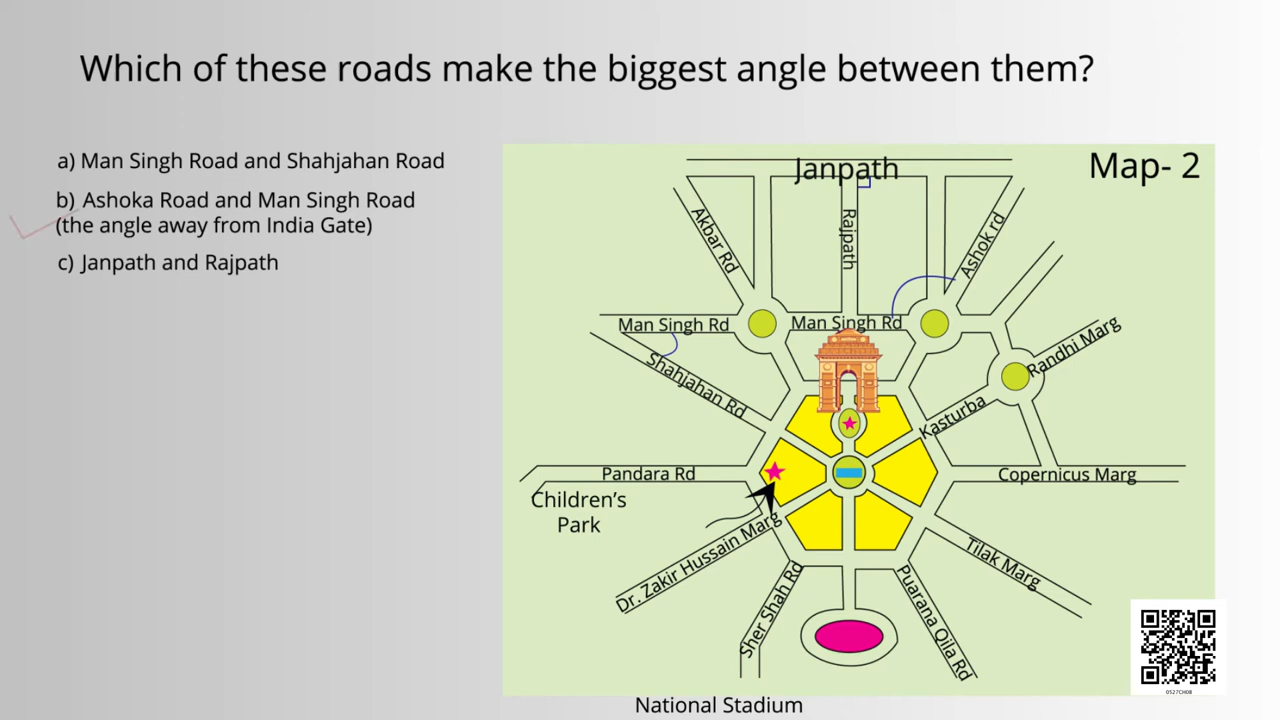 Which of these roads make the biggest angle between them?
a) Man Singh Road and Shahjahan Road
b) Ashoka Road and Man Singh Road
(the angle away from India Gate)
c) Janpath and Rajpath
Janpath
Map- 2
Akbar Rd
Rajpath
Ashok rd
Man Singh Rd
Man Singh Rd
Randhi Marg
Shahjahan Rd
Kasturba
Pandara Rd
Copernicus Marg
Children's
Park
Dr. Zakir Hussain Marg
Tilak Marg
Sher Shah Rd
Puarana Qila Rd
0527CH08
National Stadium